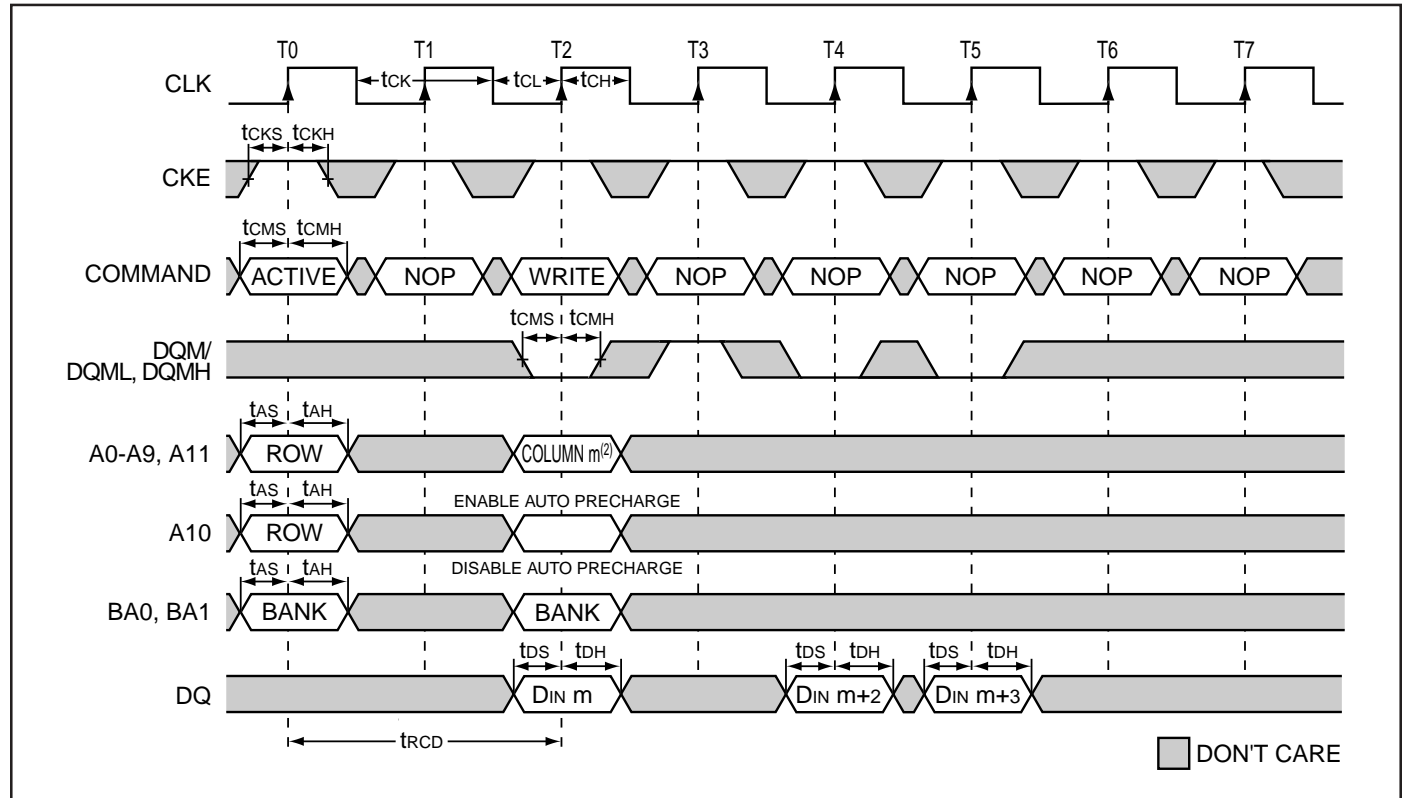 T0 T1 T2 T3 T4 T5 T6 T7
CLK tCK tCL tCH
tCKS tCKH
CKE
tCMS tCMH
COMMAND ACTIVE NOP WRITE NOP NOP NOP NOP NOP
tCMS tCMH
DQM/
DQML, DQMH
tAS tAH
A0-A9, A11 ROW COLUMN m(2)
tAS tAH ENABLE AUTO PRECHARGE
A10 ROW
tAS tAH DISABLE AUTO PRECHARGE
BA0, BA1 BANK BANK
tDS tDH tDS tDH tDS tDH
DQ DIN m DIN m+2 DIN m+3
tRCD
DON'T CARE